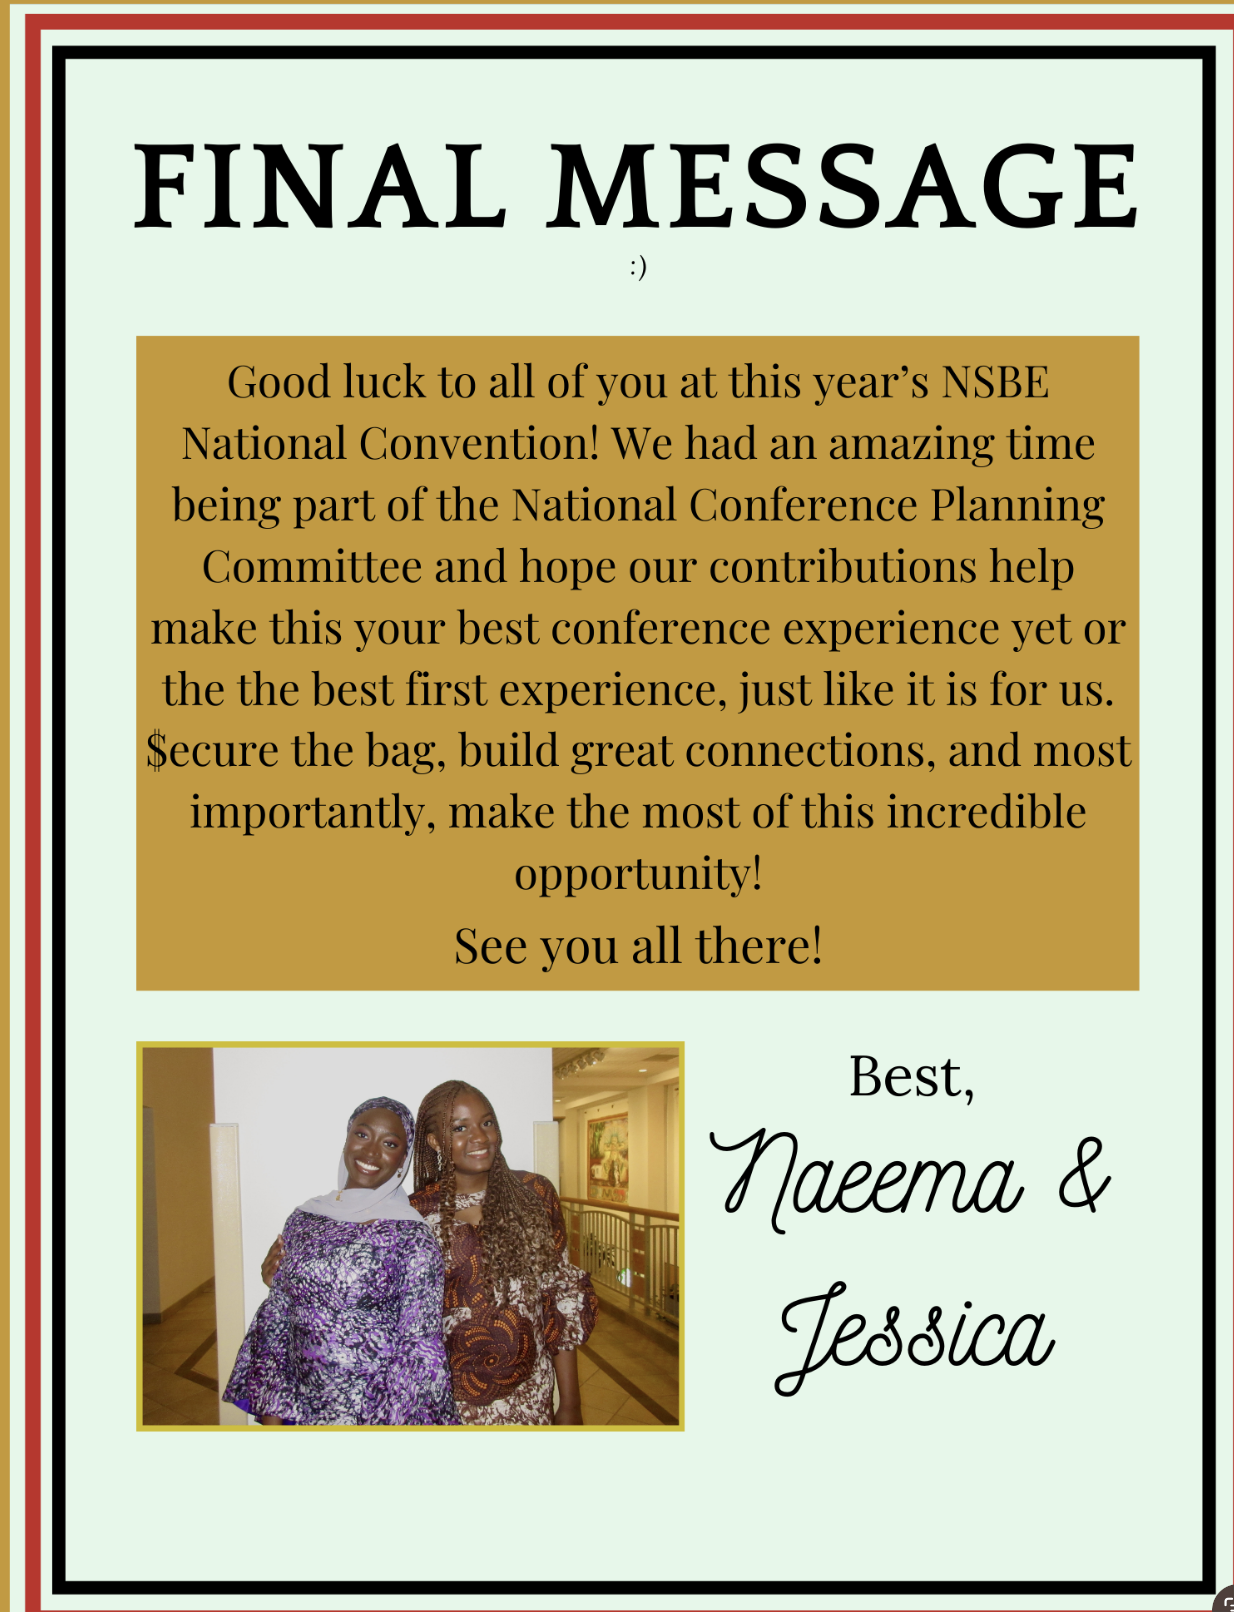 FINAL MESSAGE
:)
Good luck to all of you at this year’s NSBE
National Convention! We had an amazing time
being part of the National Conference Planning
Committee and hope our contributions help
make this your best conference experience yet or
the the best first experience, just like it is for us.
$ecure the bag, build great connections, and most
importantly, make the most of this incredible
opportunity!
See you all there!
Best,
Naeema &
Jessica